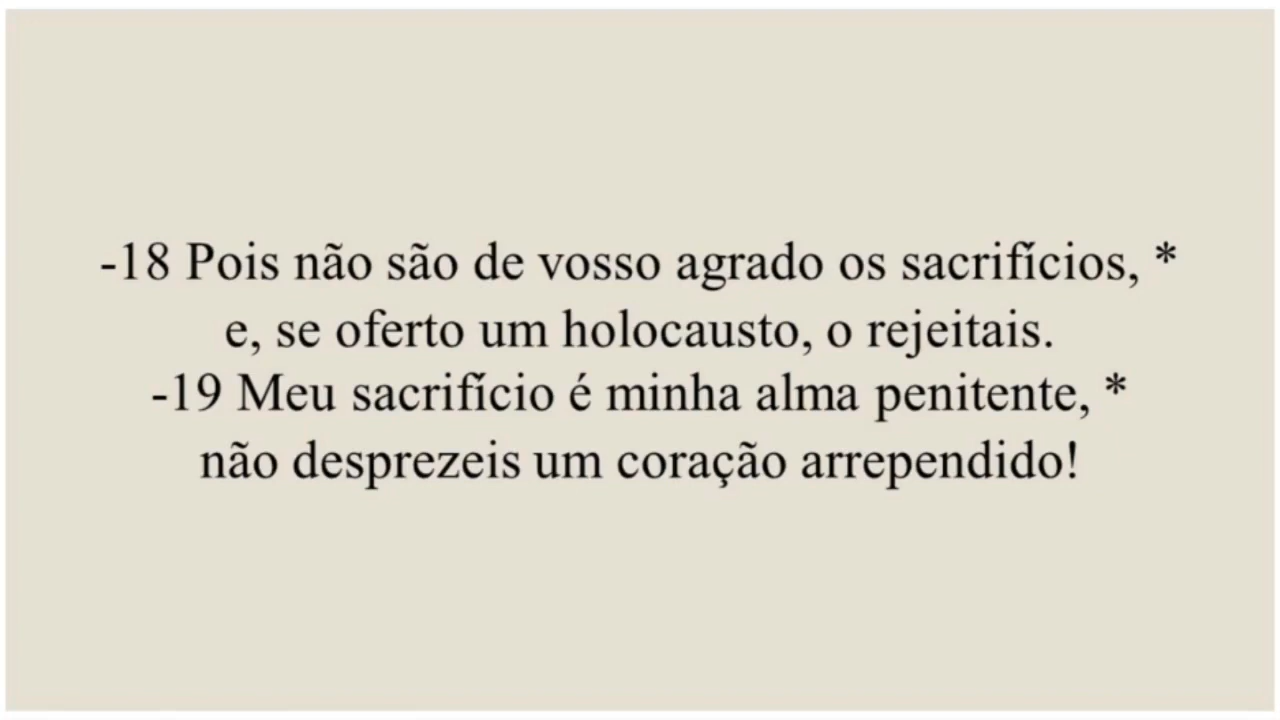 -18 Pois não são de vosso agrado os sacrifícios, *
e, se oferto um holocausto, o rejeitais.
-19 Meu sacrifício é minha alma penitente, *
não desprezeis um coração arrependido!